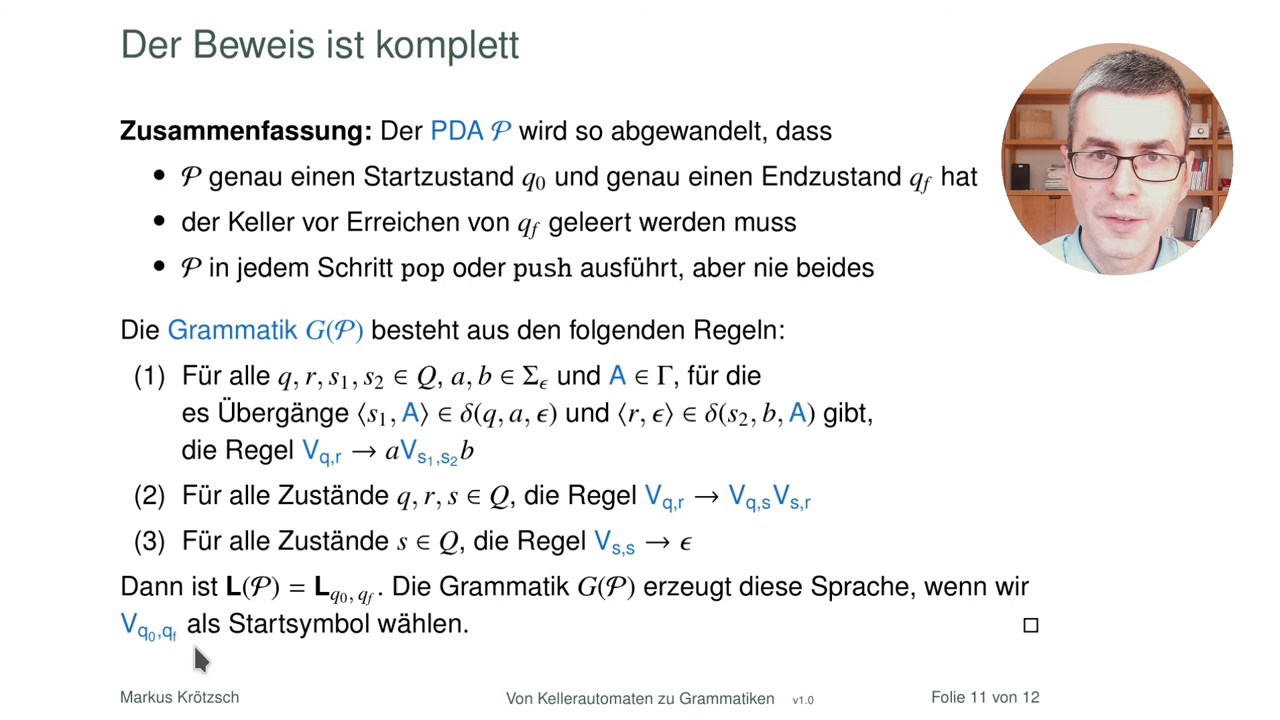 Der Beweis ist komplett
Zusammenfassung: Der PDA 𝒫 wird so abgewandelt, dass
• 𝒫 genau einen Startzustand q₀ und genau einen Endzustand q_f hat
• der Keller vor Erreichen von q_f geleert werden muss
• 𝒫 in jedem Schritt pop oder push ausführt, aber nie beides
Die Grammatik G(𝒫) besteht aus den folgenden Regeln:
(1) Für alle q, r, s₁, s₂ ∈ Q, a, b ∈ Σ_ϵ und A ∈ Γ, für die
es Übergänge ⟨s₁, A⟩ ∈ δ(q, a, ϵ) und ⟨r, ϵ⟩ ∈ δ(s₂, b, A) gibt,
die Regel V_q,r → aV_s₁,s₂b
(2) Für alle Zustände q, r, s ∈ Q, die Regel V_q,r → V_q,sV_s,r
(3) Für alle Zustände s ∈ Q, die Regel V_s,s → ϵ
Dann ist L(𝒫) = L_q₀,q_f. Die Grammatik G(𝒫) erzeugt diese Sprache, wenn wir
V_q₀,q_f als Startsymbol wählen. □
Markus Krötzsch Von Kellerautomaten zu Grammatiken v1.0 Folie 11 von 12